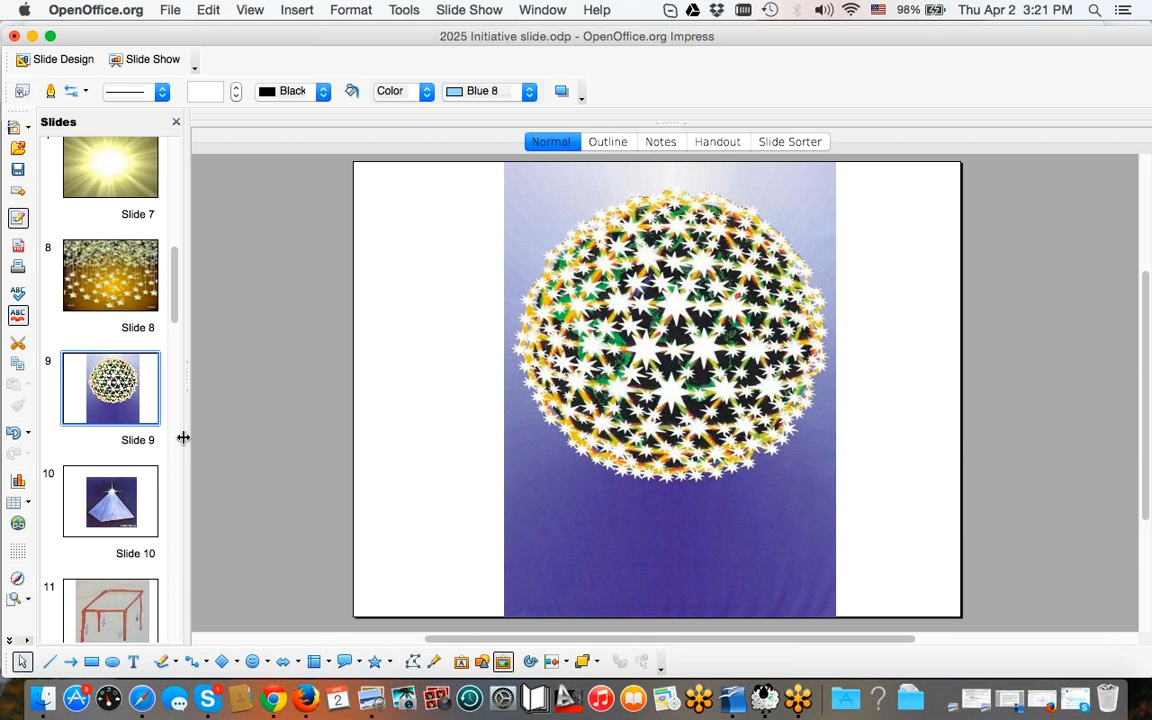 OpenOffice.org File Edit View Insert Format Tools Slide Show Window Help 98% Thu Apr 2 3:21 PM
2025 Initiative slide.odp - OpenOffice.org Impress
Slide Design Slide Show
Black Color Blue 8
Slides
Normal Outline Notes Handout Slide Sorter
Slide 7
8
Slide 8
9
Slide 9
10
Slide 10
11